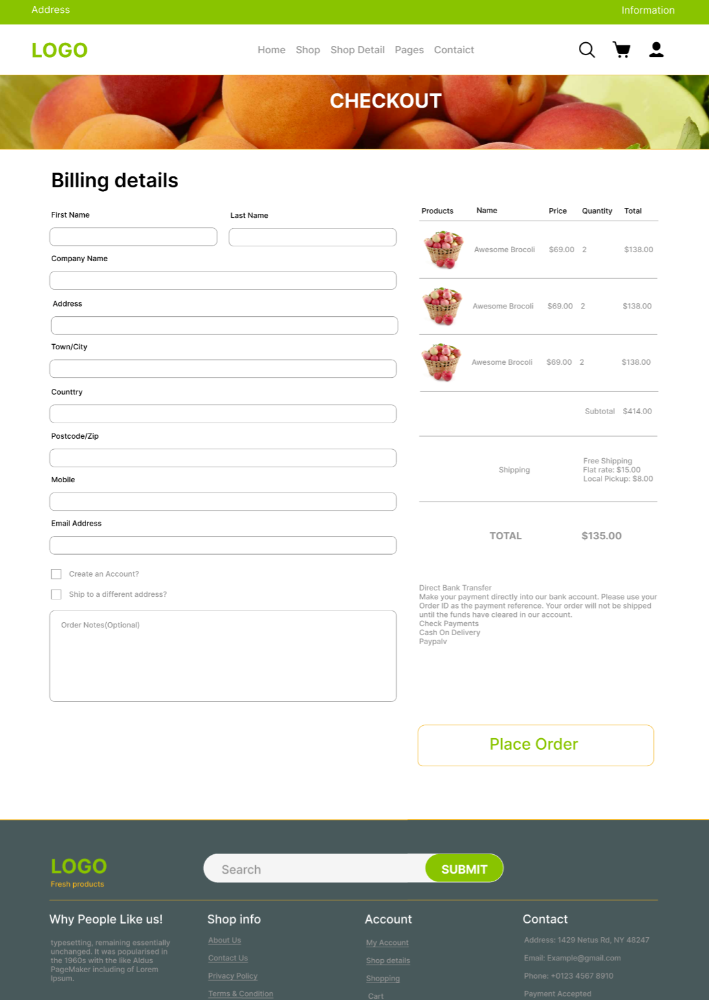 Address
Information
LOGO
Home Shop Shop Detail Pages Contaict
CHECKOUT
Billing details
First Name
Last Name
Company Name
Address
Town/City
Counttry
Postcode/Zip
Mobile
Email Address
Create an Account?
Ship to a different address?
Order Notes(Optional)
Products Name Price Quantity Total
Awesome Brocoli $69.00 2 $138.00
Awesome Brocoli $69.00 2 $138.00
Awesome Brocoli $69.00 2 $138.00
Subtotal $414.00
Shipping
Free Shipping
Flat rate: $15.00
Local Pickup: $8.00
TOTAL $135.00
Direct Bank Transfer
Make your payment directly into our bank account. Please use your
Order ID as the payment reference. Your order will not be shipped
until the funds have cleared in our account.
Check Payments
Cash On Delivery
Paypalv
Place Order
LOGO
Fresh products
Search
SUBMIT
Why People Like us!
typesetting, remaining essentially
unchanged. It was popularised in
the 1960s with the like Aldus
PageMaker including of Lorem
Ipsum.
Shop info
About Us
Contact Us
Privacy Policy
Terms & Condition
Account
My Account
Shop details
Shopping
Cart
Contact
Address: 1429 Netus Rd, NY 48247
Email: Example@gmail.com
Phone: +0123 4567 8910
Payment Accepted